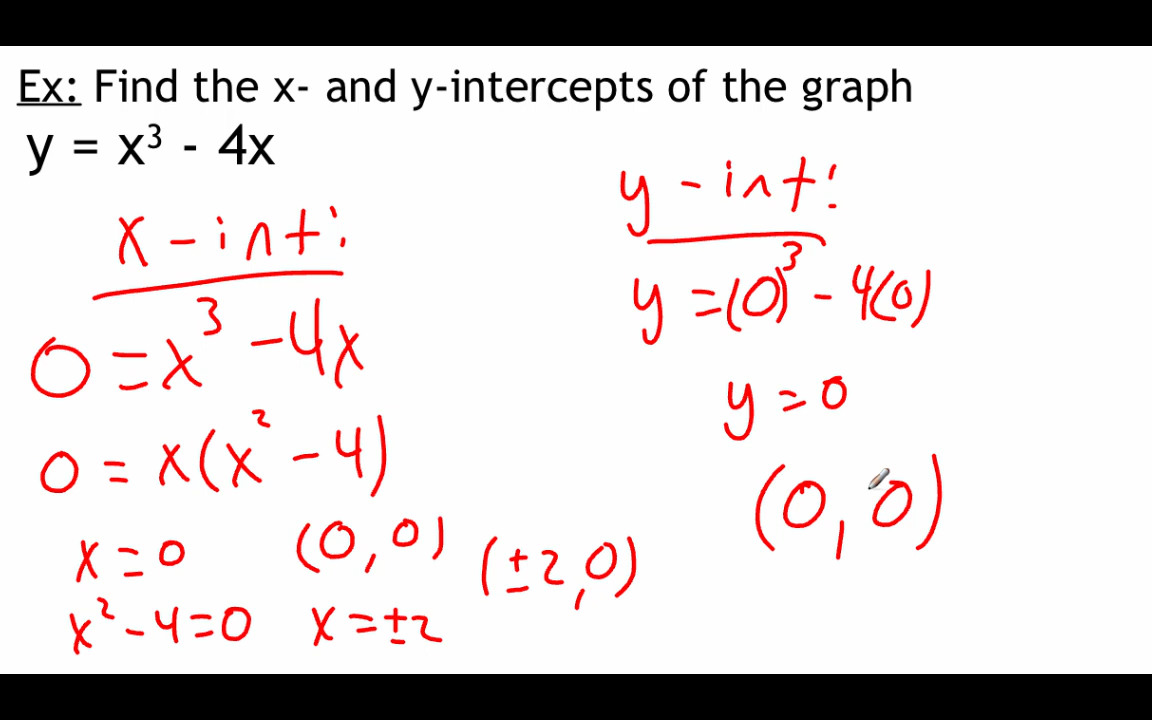 Ex: Find the x- and y-intercepts of the graph
y = x³ - 4x
x - int:
0 = x³ - 4x
0 = x(x² - 4)
x = 0 (0, 0)
x² - 4 = 0 x = ±2 (±2, 0)
y - int:
y = (0)³ - 4(0)
y = 0
(0, 0)